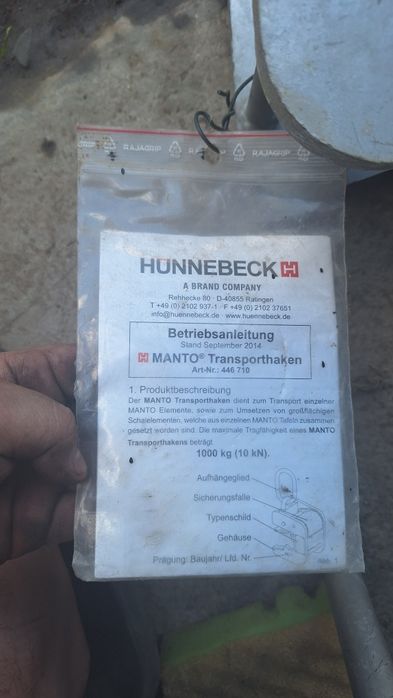 RAJAGRIP
RAJAGRIP
HÜNNEBECK H
A BRAND COMPANY
Rehhecke 80 · D-40855 Ratingen
T +49 (0) 2102 937-1 · F +49 (0) 2102 37651
info@huennebeck.de · www.huennebeck.de
Betriebsanleitung
Stand September 2014
H MANTO® Transporthaken
Art-Nr.: 446 710
1. Produktbeschreibung
Der MANTO Transporthaken dient zum Transport einzelner
MANTO Elemente, sowie zum Umsetzen von großflächigen
Schalelementen, welche aus einzelnen MANTO Tafeln zusammen
gesetzt worden sind. Die maximale Tragfähigkeit eines MANTO
Transporthakens beträgt
1000 kg (10 kN).
Aufhängeglied
Sicherungsfalle
Typenschild
Gehäuse
Prägung: Baujahr/ Lfd. Nr.
Abb. 1